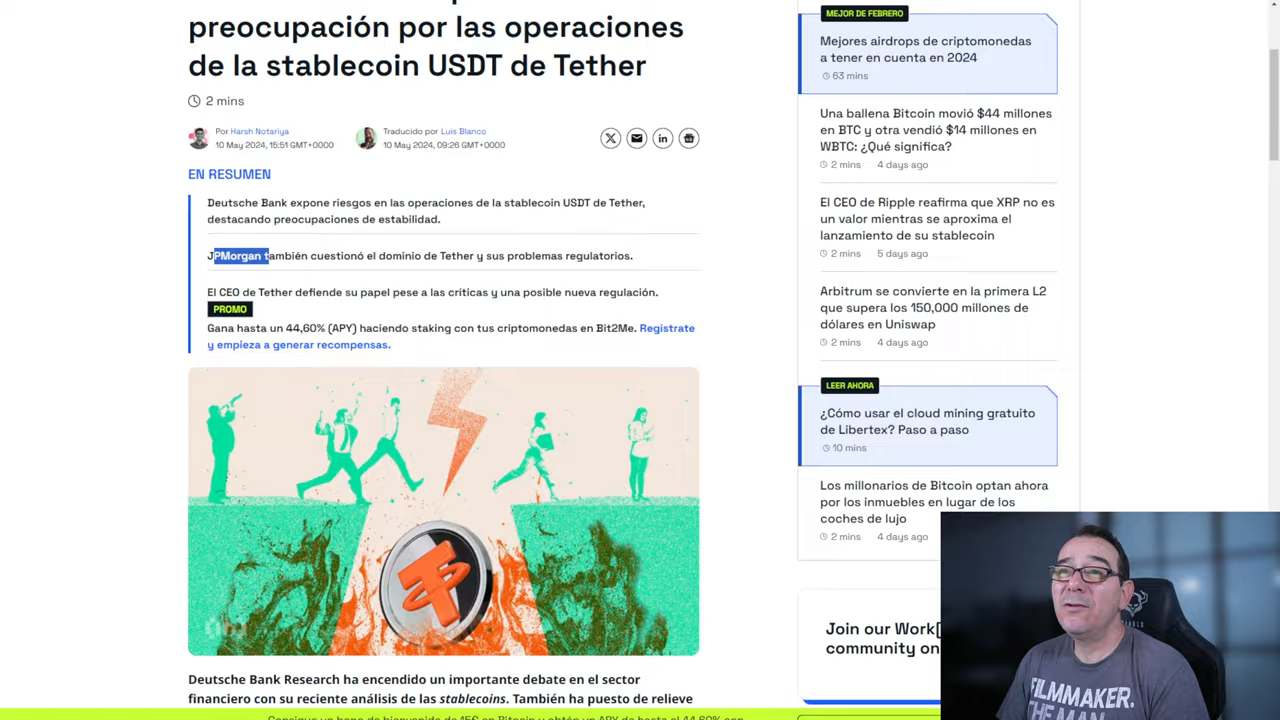 preocupación por las operaciones
de la stablecoin USDT de Tether
2 mins
Por Harsh Notariya
10 May 2024, 15:51 GMT+0000
Traducido por Luis Blanco
10 May 2024, 09:26 GMT+0000
EN RESUMEN
Deutsche Bank expone riesgos en las operaciones de la stablecoin USDT de Tether,
destacando preocupaciones de estabilidad.
JPMorgan también cuestionó el dominio de Tether y sus problemas regulatorios.
El CEO de Tether defiende su papel pese a las críticas y una posible nueva regulación.
PROMO
Gana hasta un 44,60% (APY) haciendo staking con tus criptomonedas en Bit2Me. Regístrate
y empieza a generar recompensas.
Deutsche Bank Research ha encendido un importante debate en el sector
financiero con su reciente análisis de las stablecoins. También ha puesto de relieve
MEJOR DE FEBRERO
Mejores airdrops de criptomonedas
a tener en cuenta en 2024
63 mins
Una ballena Bitcoin movió $44 millones
en BTC y otra vendió $14 millones en
WBTC: ¿Qué significa?
2 mins 4 days ago
El CEO de Ripple reafirma que XRP no es
un valor mientras se aproxima el
lanzamiento de su stablecoin
2 mins 5 days ago
Arbitrum se convierte en la primera L2
que supera los 150,000 millones de
dólares en Uniswap
2 mins 4 days ago
LEER AHORA
¿Cómo usar el cloud mining gratuito
de Libertex? Paso a paso
10 mins
Los millonarios de Bitcoin optan ahora
por los inmuebles en lugar de los
coches de lujo
2 mins 4 days ago
Join our Work
community on
FILMMAKER.